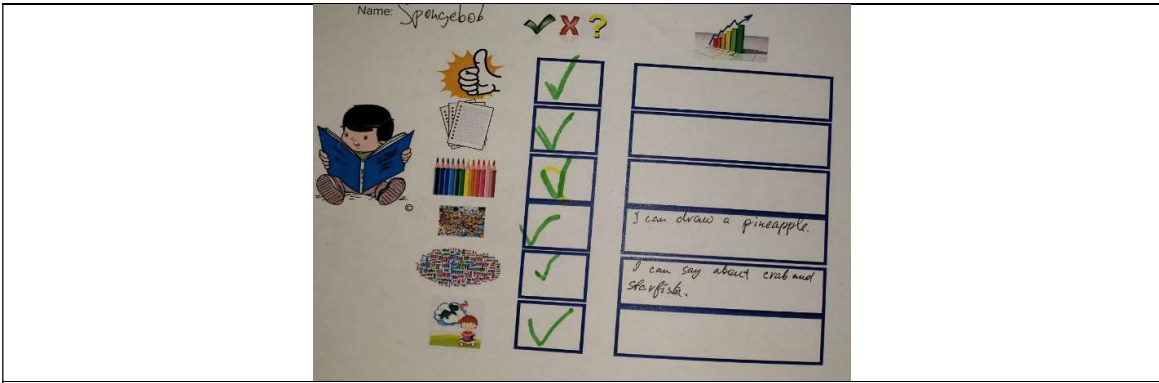 Name: Spongebob
I can draw a pineapple.
I can say about crab and
starfish.